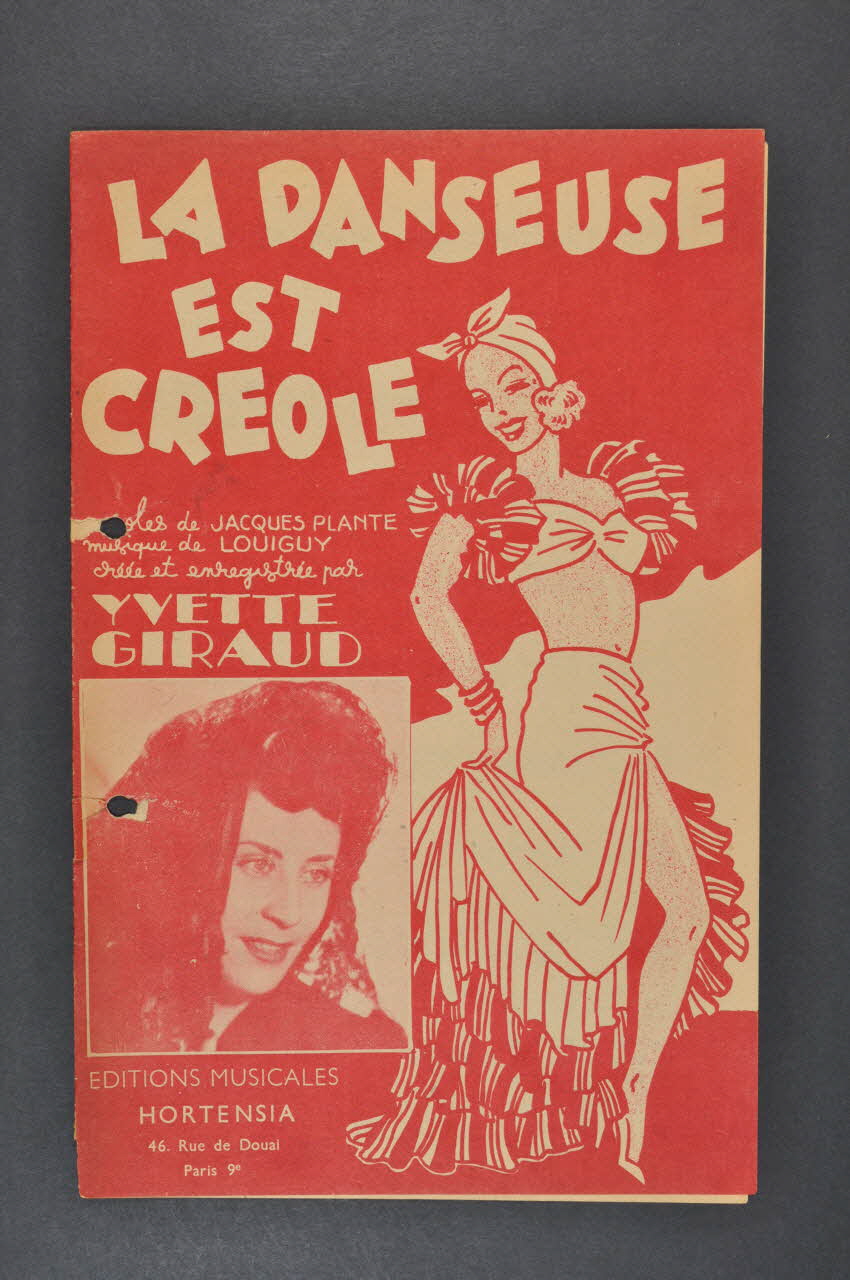 LA DANSEUSE
EST
CREOLE
oles de JACQUES PLANTE
musique de LOUIGUY
créée et enregistrée par
YVETTE
GIRAUD
EDITIONS MUSICALES
HORTENSIA
46. Rue de Douai
Paris 9e